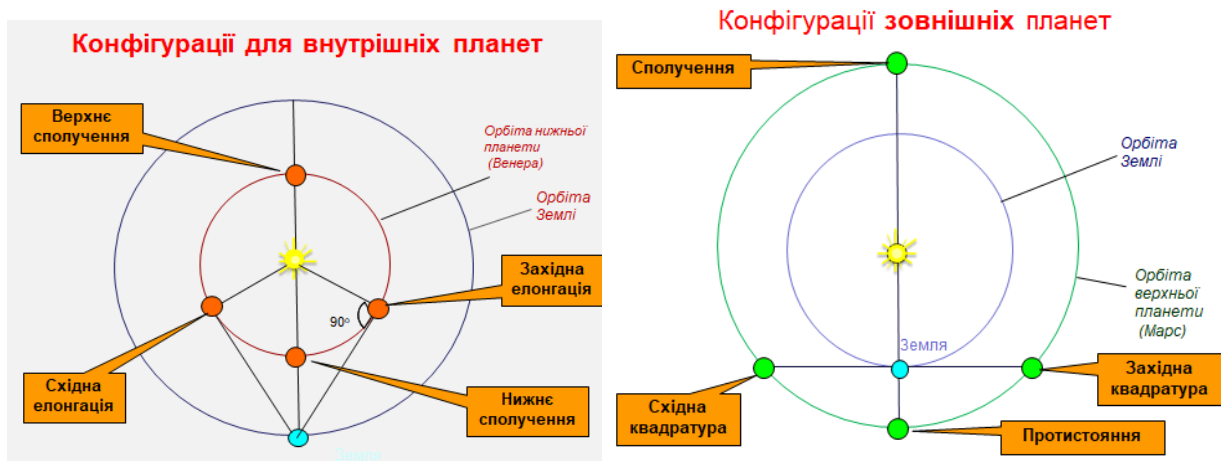 Конфігурації для внутрішніх планет
Верхнє
сполучення
Орбіта нижньої
планети
(Венера)
Орбіта
Землі
Західна
елонгація
90°
Східна
елонгація
Нижнє
сполучення
Земля
Конфігурації зовнішніх планет
Сполучення
Орбіта
Землі
Орбіта
верхньої
планети
(Марс)
Земля
Східна
квадратура
Західна
квадратура
Протистояння